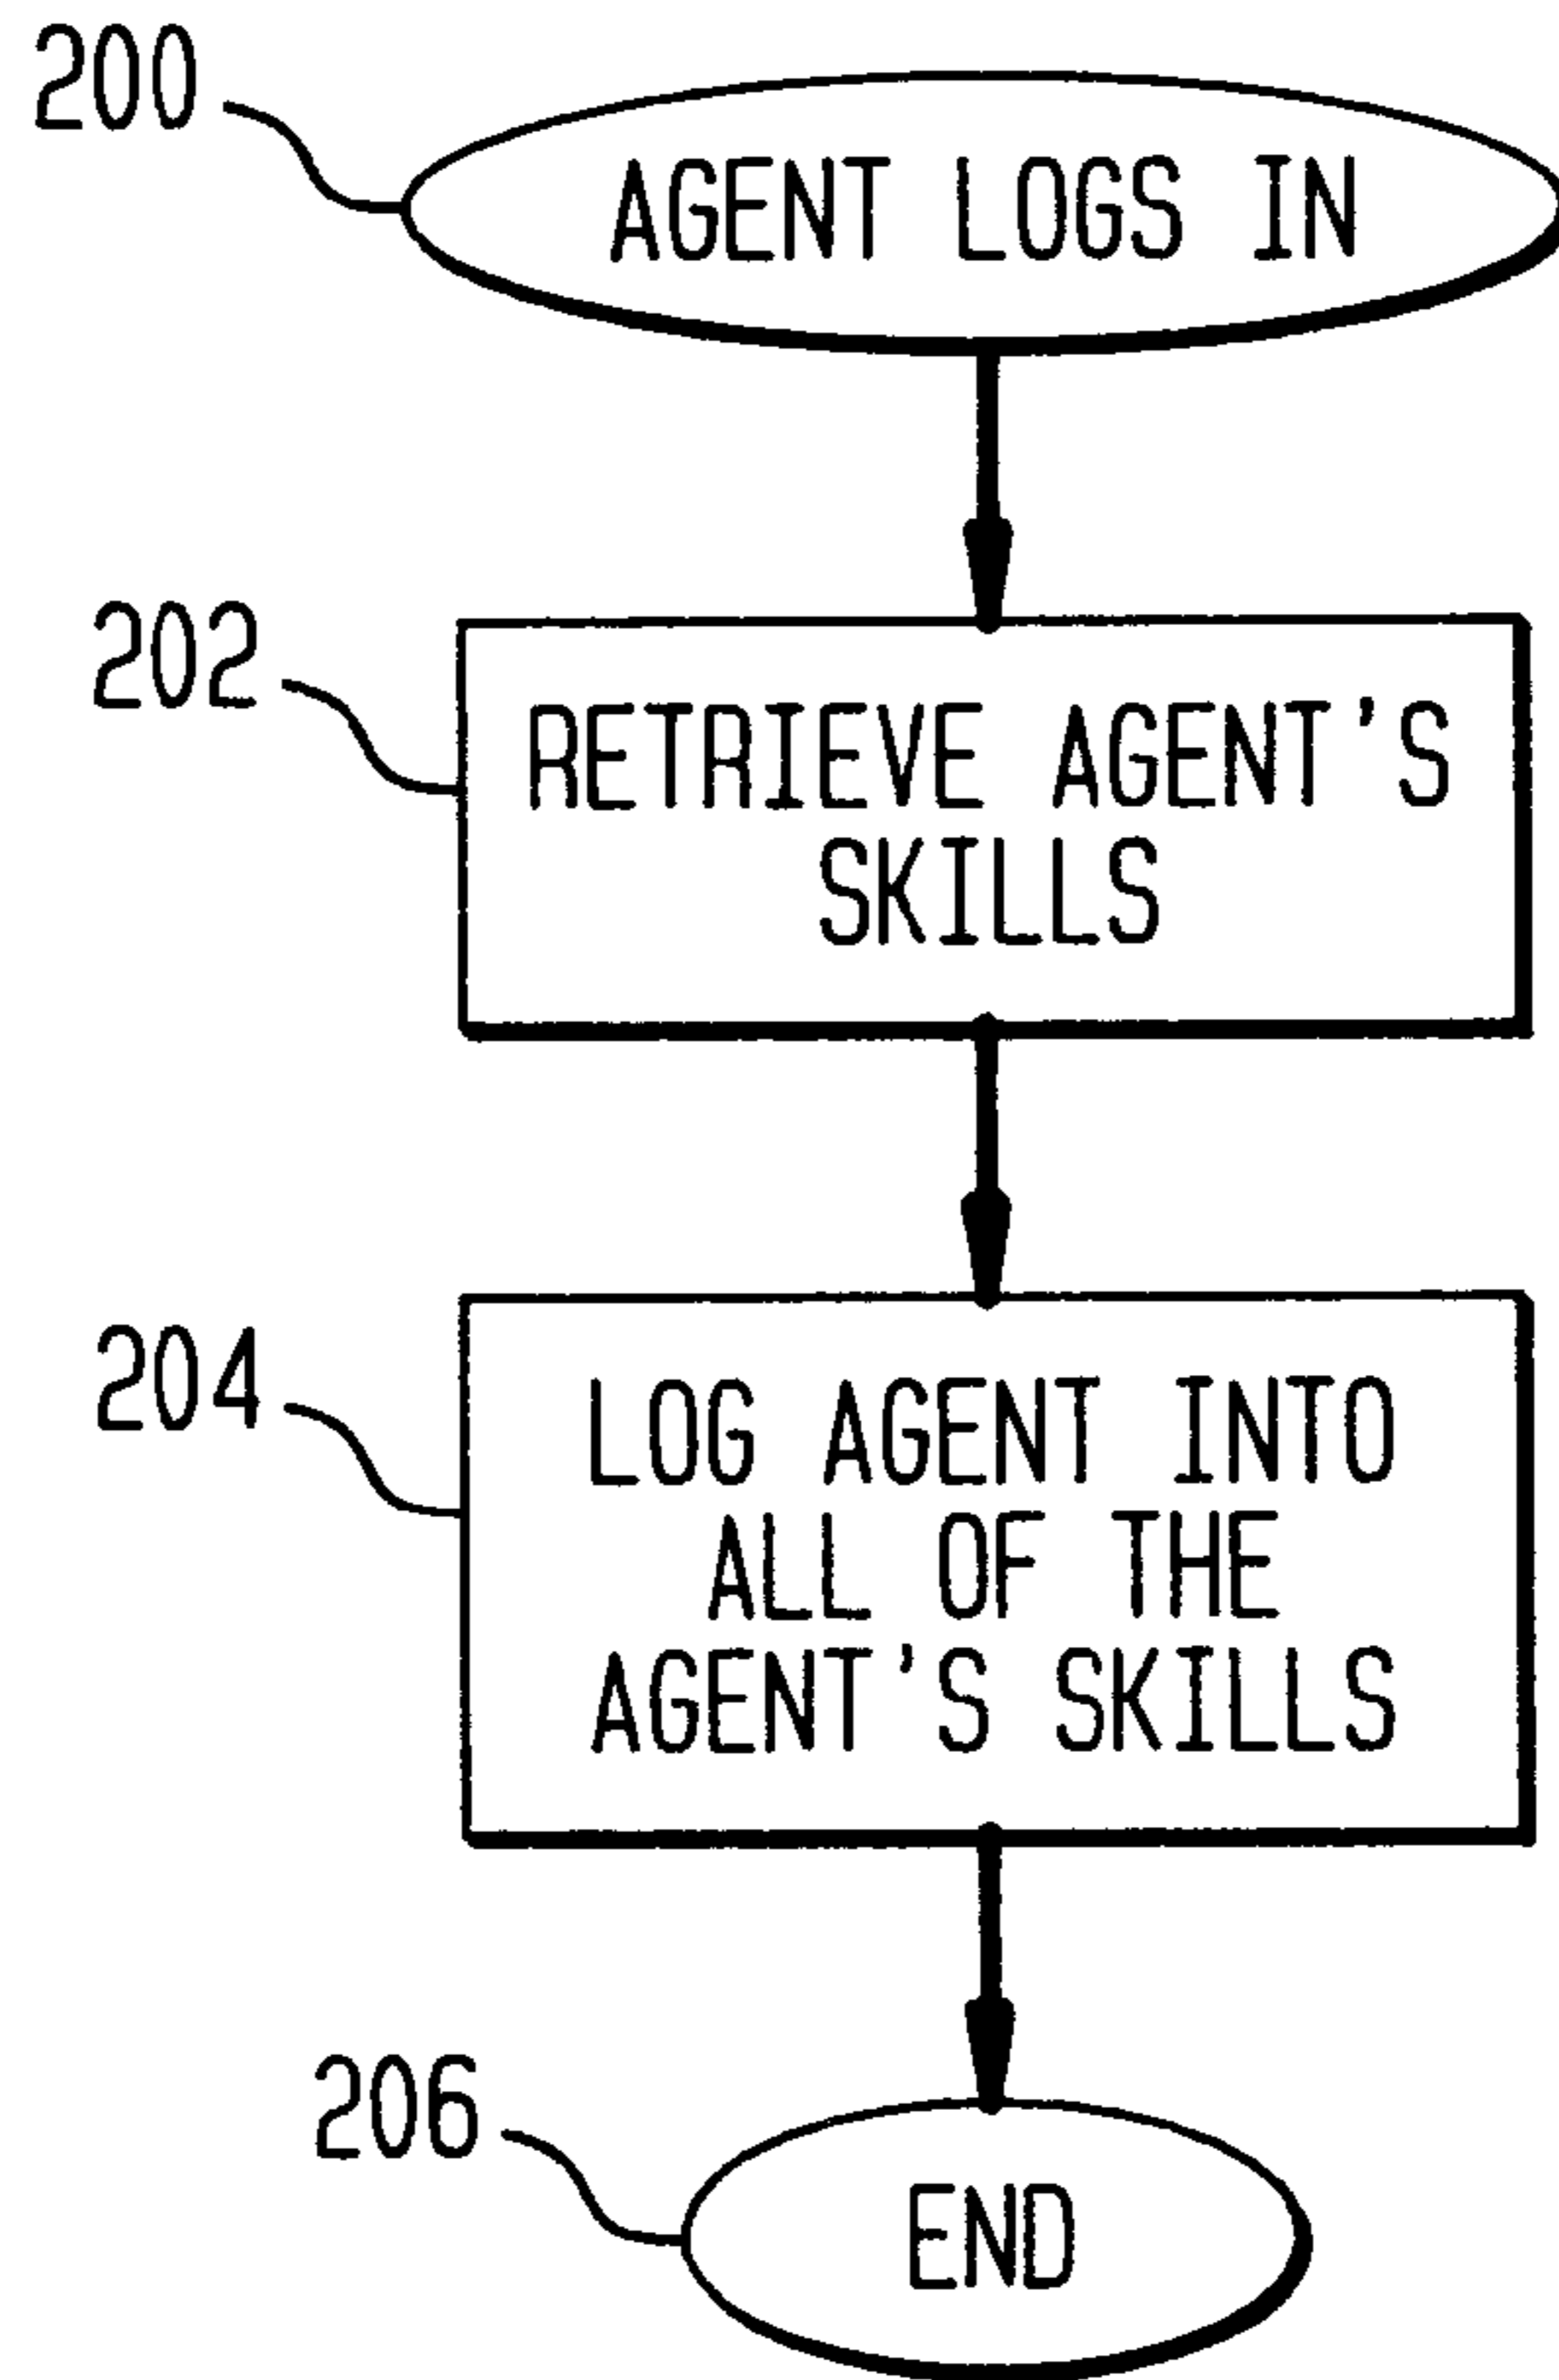 200
AGENT LOGS IN
202
RETRIEVE AGENT'S
SKILLS
204
LOG AGENT INTO
ALL OF THE
AGENT'S SKILLS
206
END